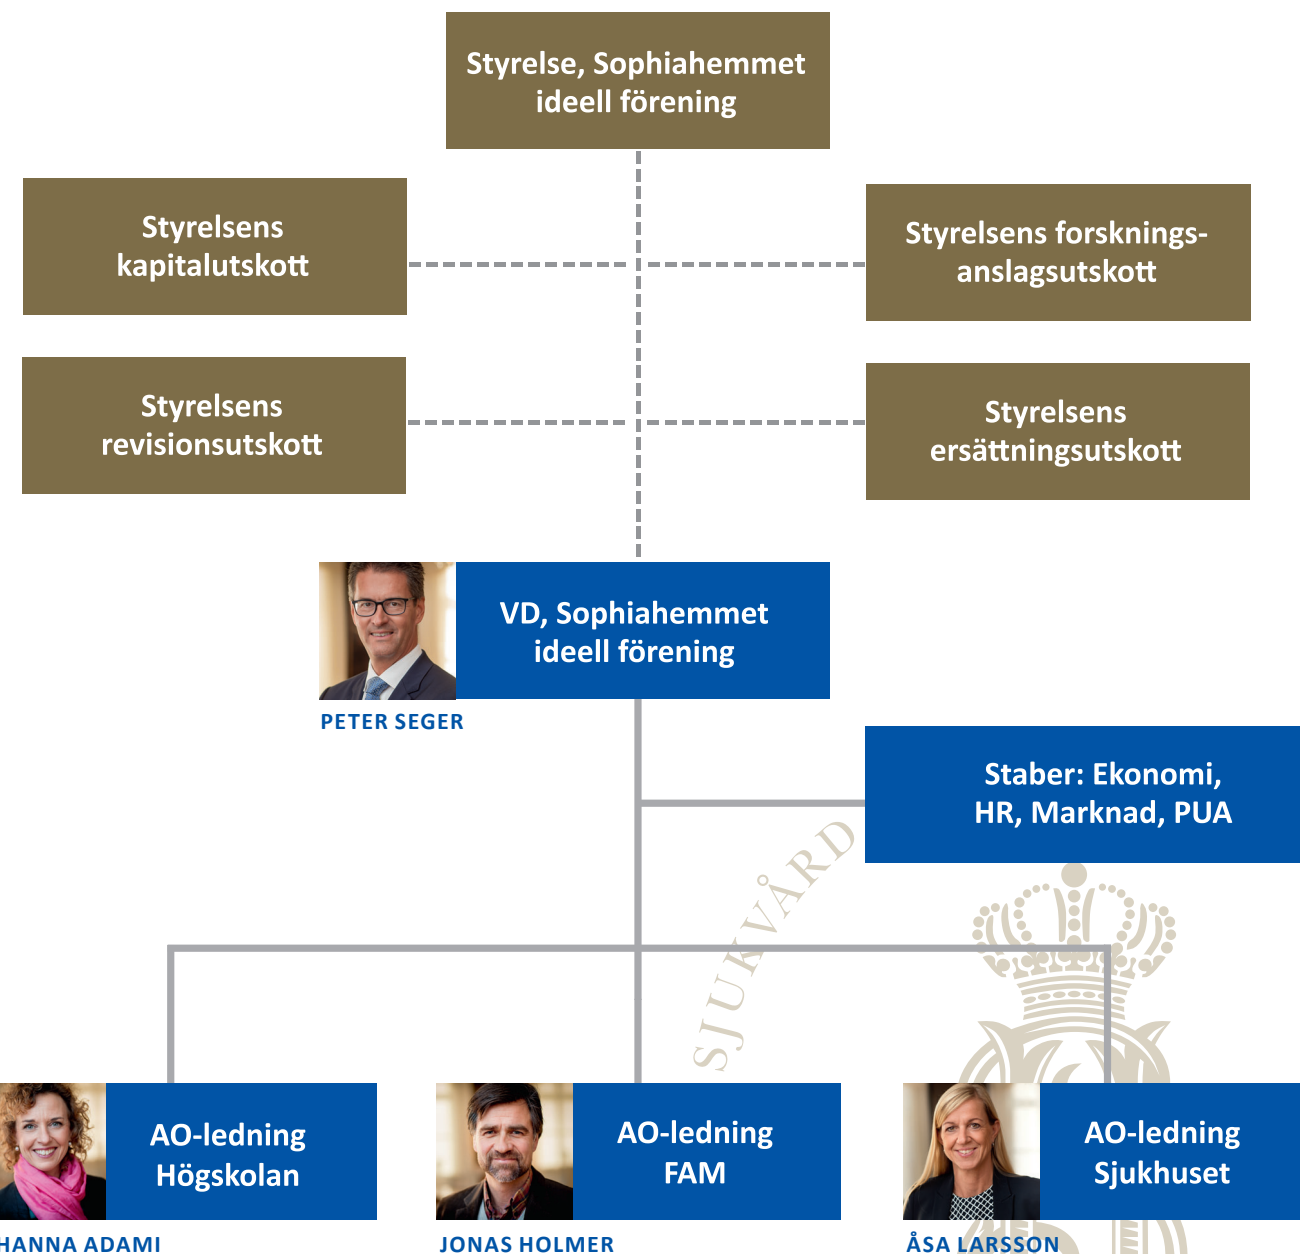 Styrelse, Sophiahemmet
ideell förening
Styrelsens
kapitalutskott
Styrelsens forsknings-
anslagsutskott
Styrelsens
revisionsutskott
Styrelsens
ersättningsutskott
VD, Sophiahemmet
ideell förening
PETER SEGER
Staber: Ekonomi,
HR, Marknad, PUA
SJUKVÅRD
AO-ledning
Högskolan
AO-ledning
FAM
AO-ledning
Sjukhuset
HANNA ADAMI
JONAS HOLMER
ÅSA LARSSON